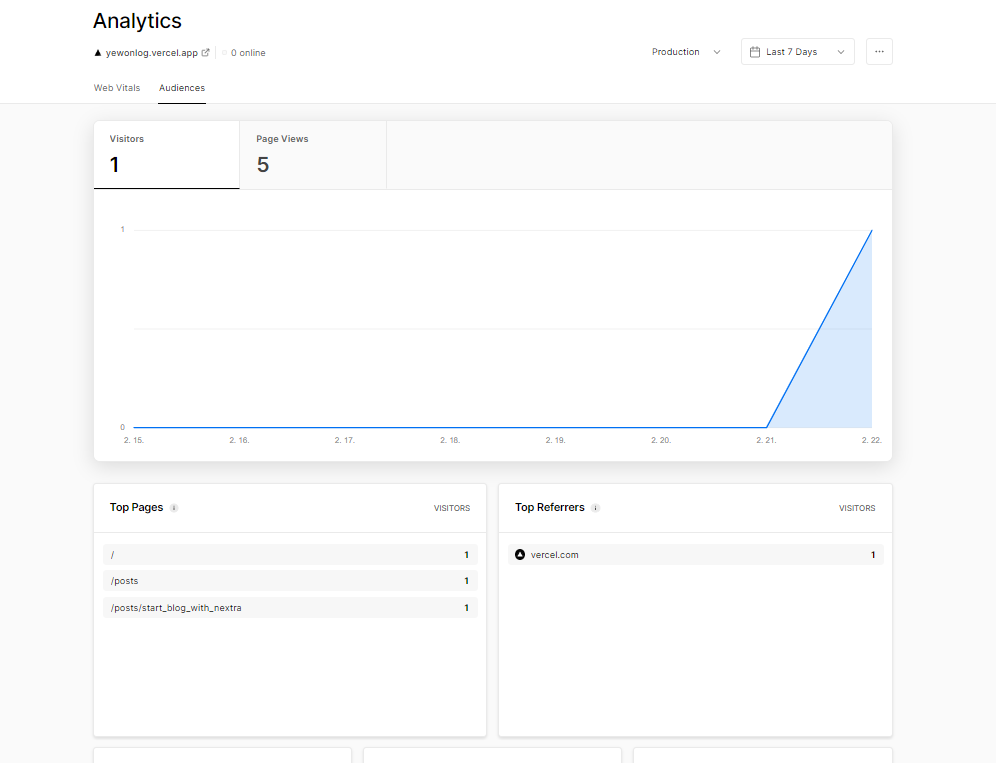 Analytics
yewonlog.vercel.app 0 online Production Last 7 Days ...
Web Vitals Audiences
Visitors Page Views
1 5
1
0
2. 15. 2. 16. 2. 17. 2. 18. 2. 19. 2. 20. 2. 21. 2. 22.
Top Pages i VISITORS
/ 1
/posts 1
/posts/start_blog_with_nextra 1
Top Referrers i VISITORS
vercel.com 1